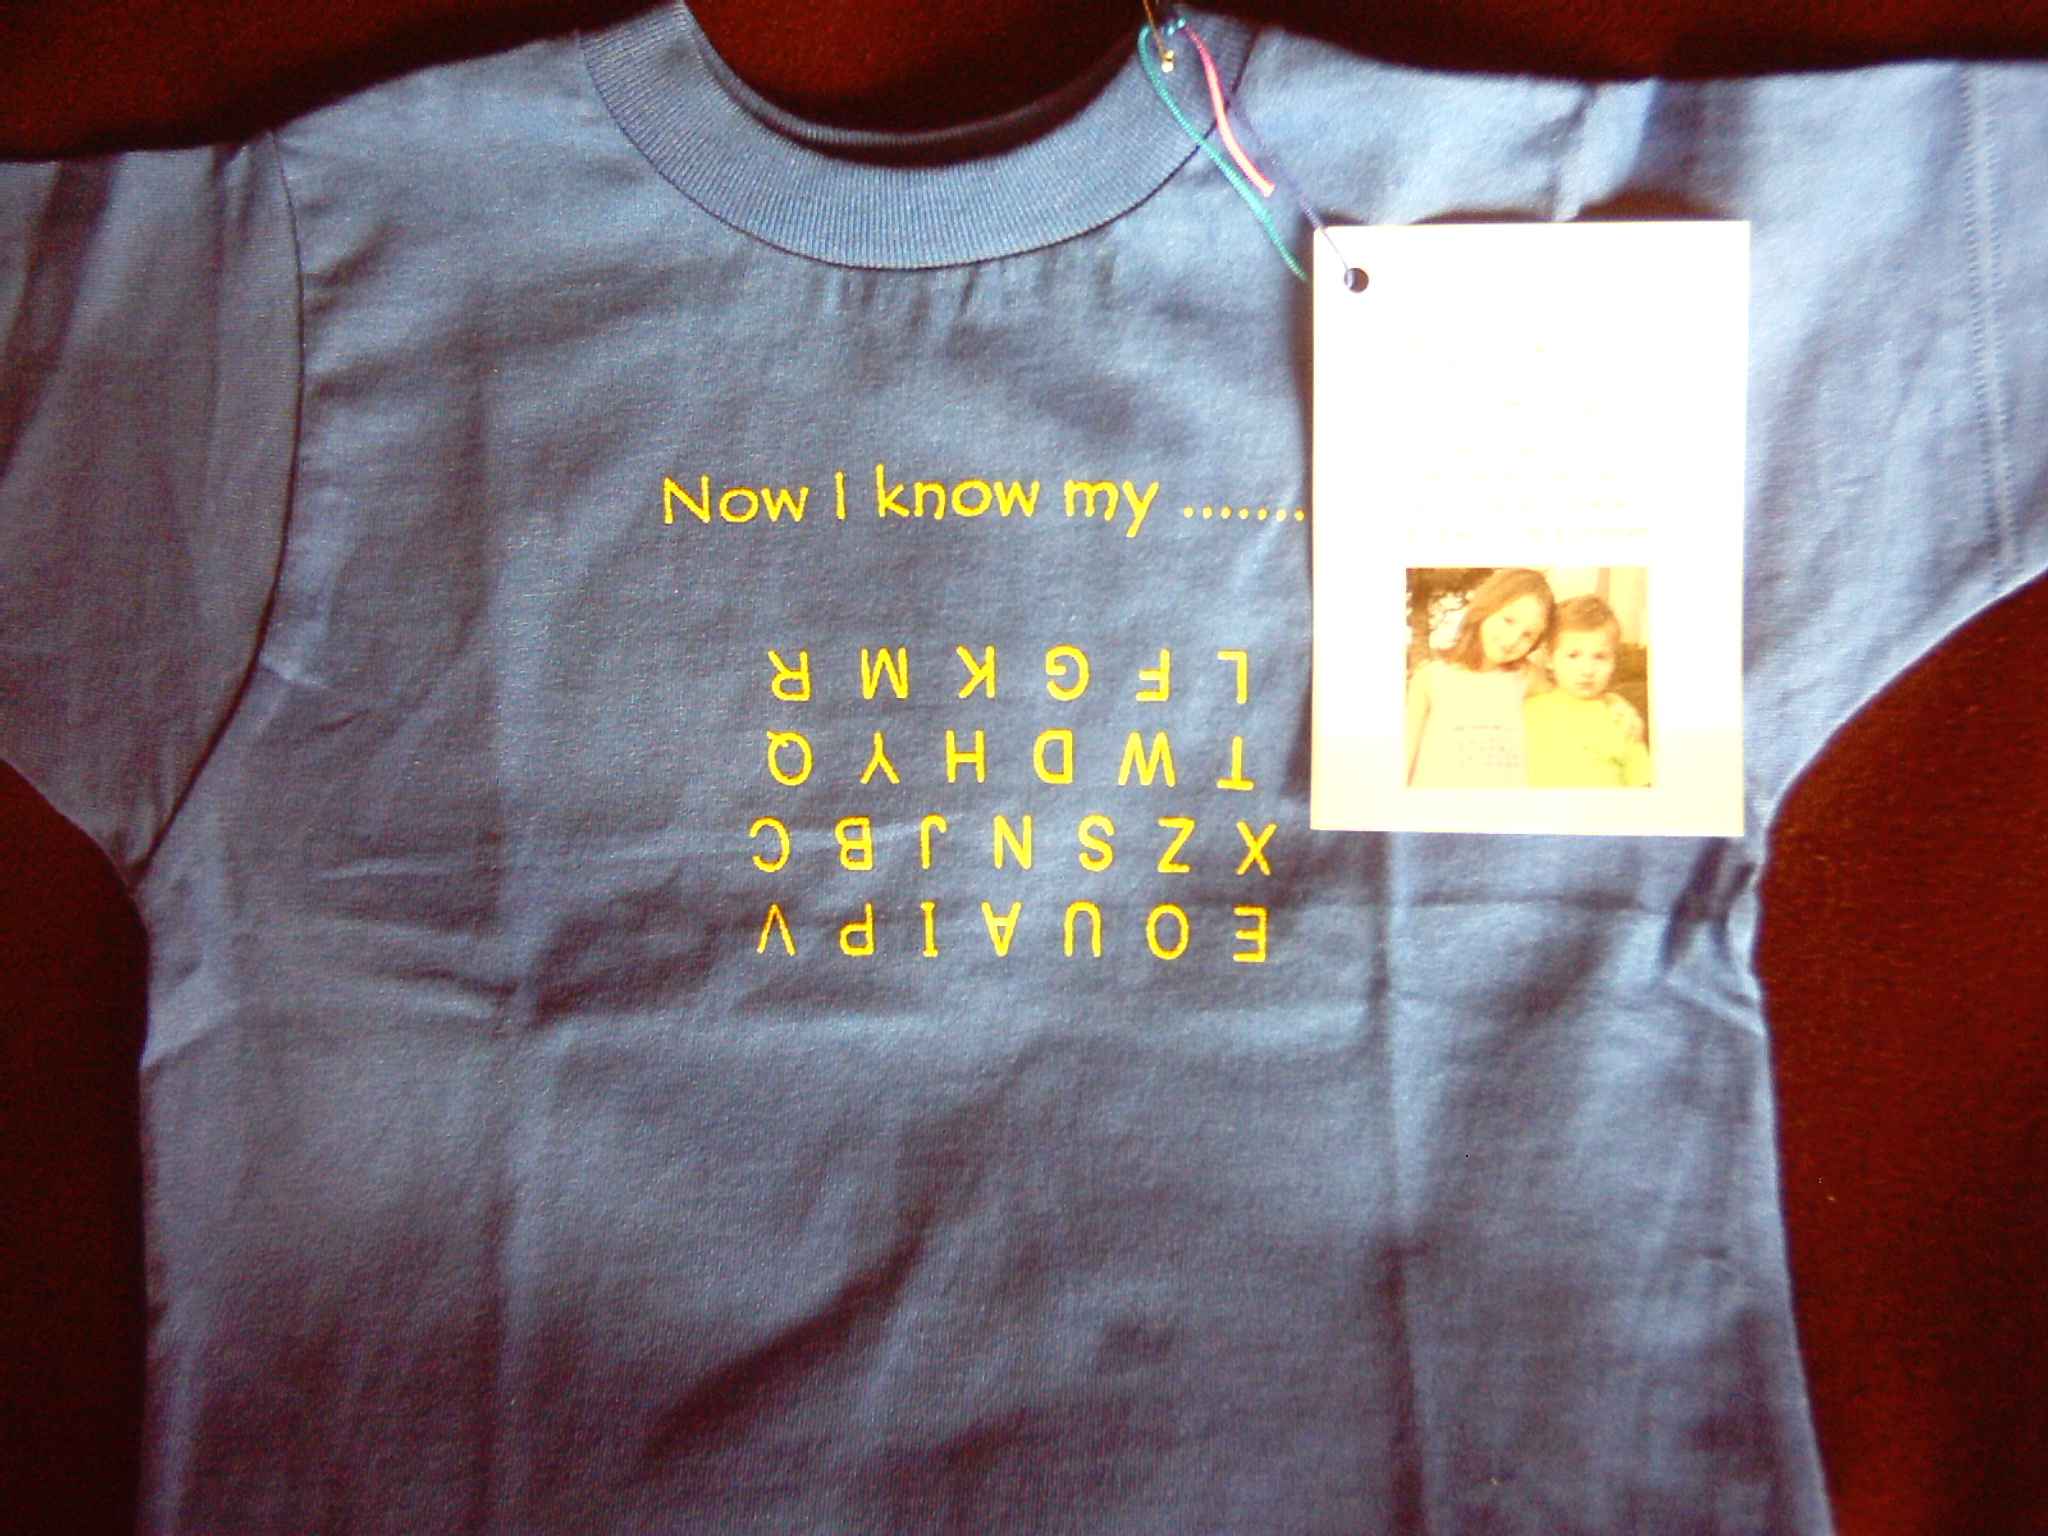 Now I know my .......
E O U A I P V
X Z S N J B C
T W D H Y Q
L F G K M R